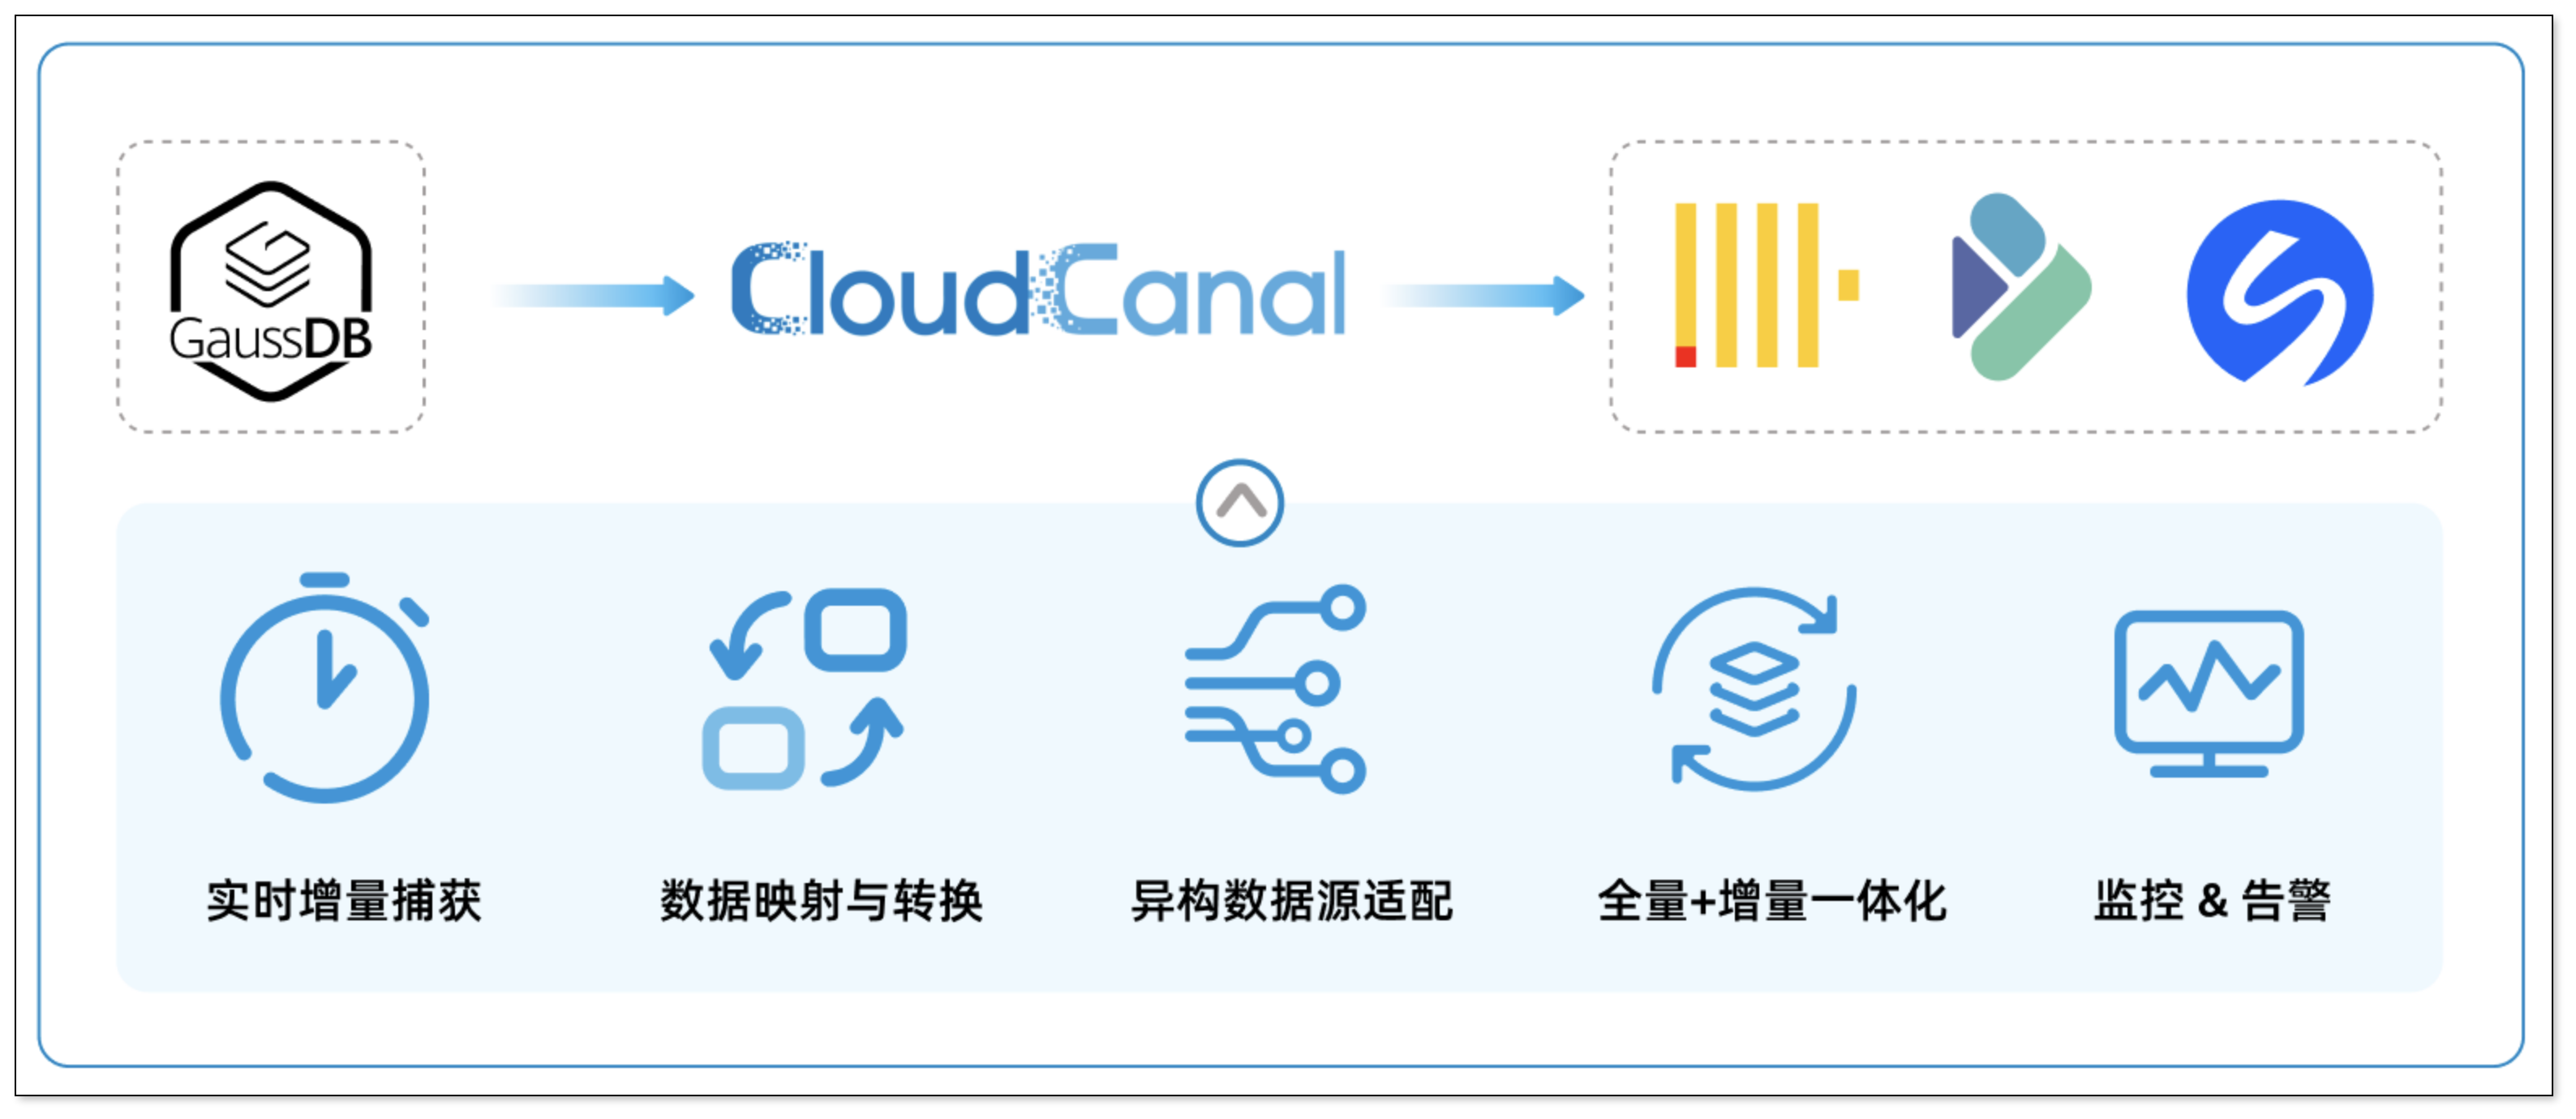 GaussDB
CloudCanal
实时增量捕获
数据映射与转换
异构数据源适配
全量+增量一体化
监控 & 告警